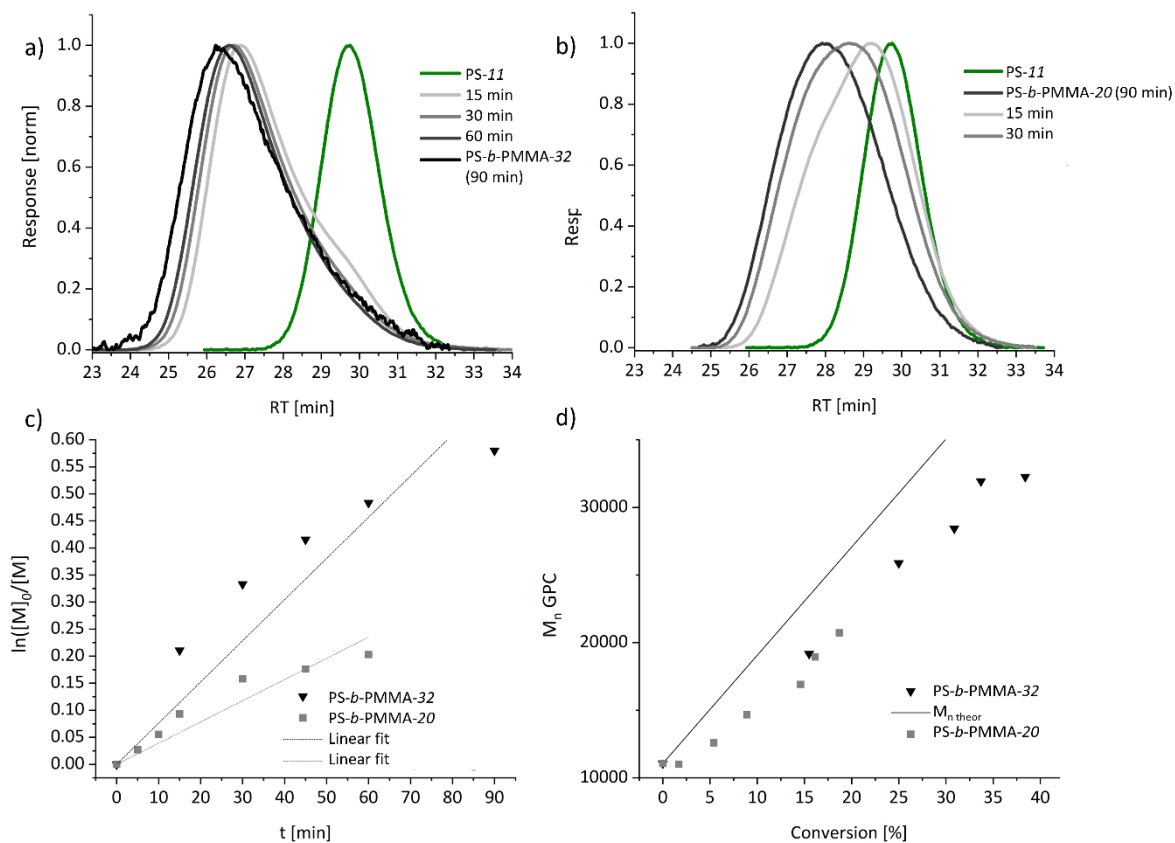 a)
Response [norm]
1.0
0.8
0.6
0.4
0.2
0.0
PS-11
15 min
30 min
60 min
PS-b-PMMA-32
(90 min)
23 24 25 26 27 28 29 30 31 32 33 34
RT [min]
b)
Resp
1.0
0.8
0.6
0.4
0.2
0.0
PS-11
PS-b-PMMA-20 (90 min)
15 min
30 min
23 24 25 26 27 28 29 30 31 32 33 34
RT [min]
c)
ln([M]0/[M]
0.60
0.55
0.50
0.45
0.40
0.35
0.30
0.25
0.20
0.15
0.10
0.05
0.00
PS-b-PMMA-32
PS-b-PMMA-20
Linear fit
Linear fit
0 10 20 30 40 50 60 70 80 90
t [min]
d)
Mn GPC
30000
20000
10000
PS-b-PMMA-32
Mn theor
PS-b-PMMA-20
0 5 10 15 20 25 30 35 40
Conversion [%]